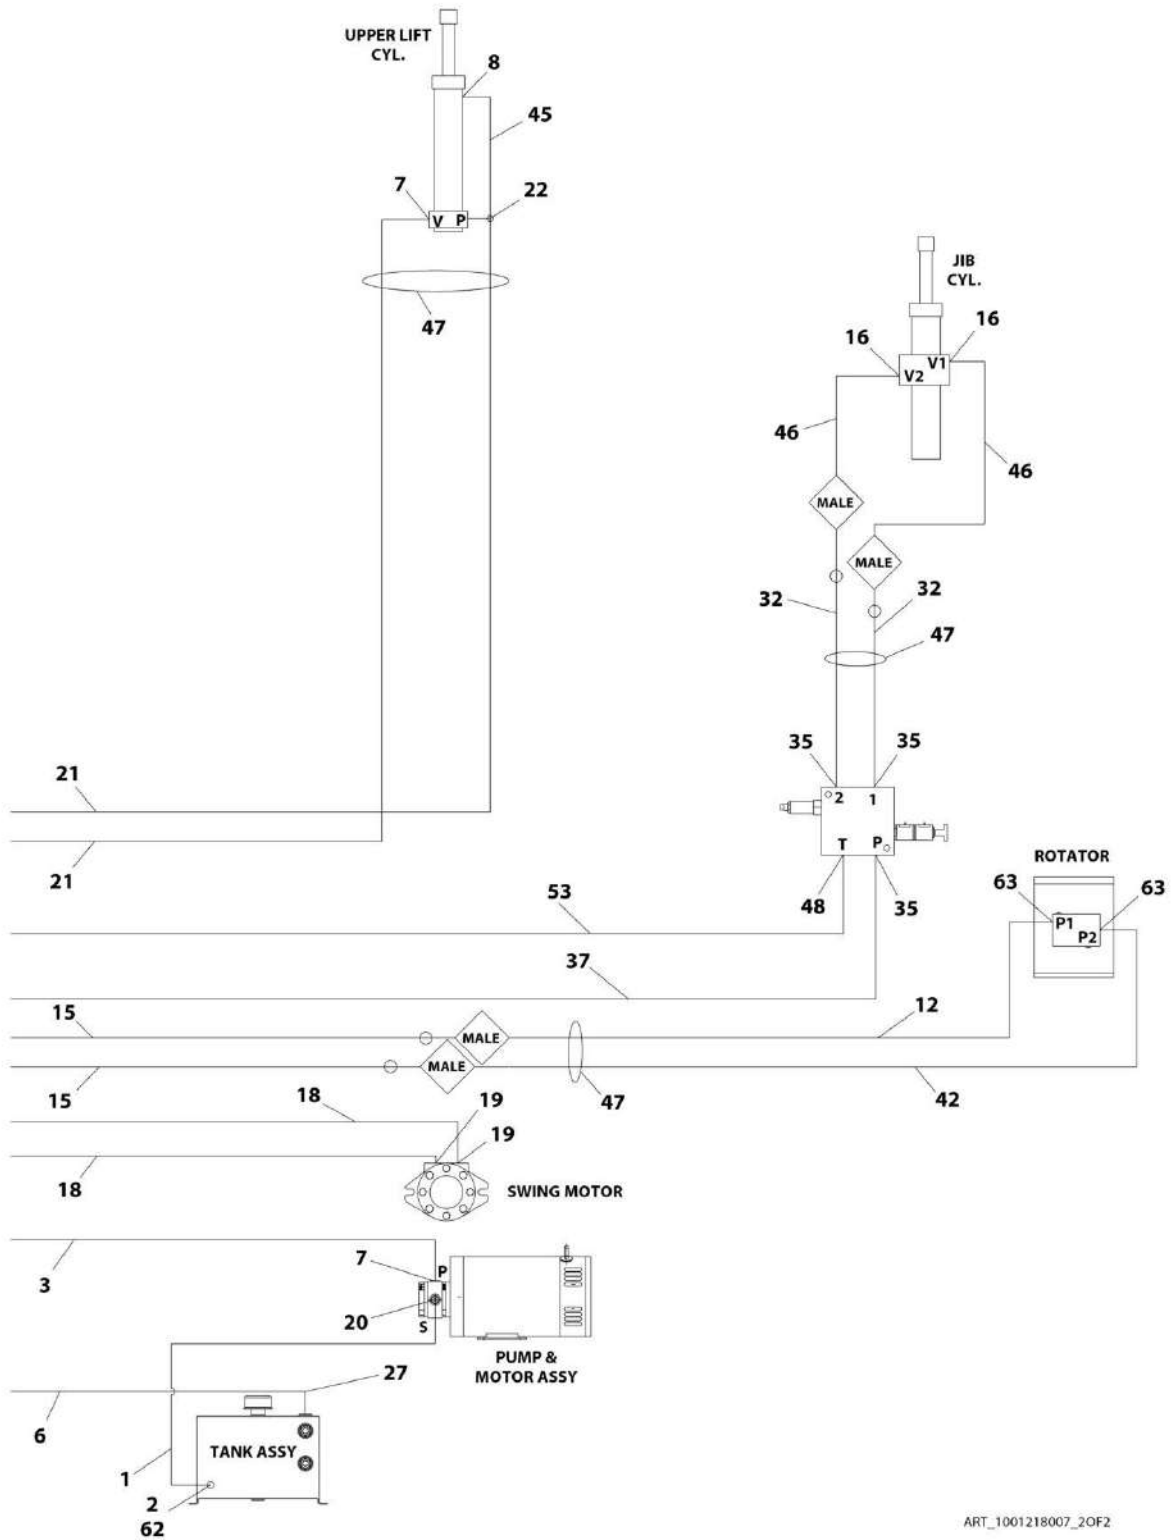 UPPER LIFT
CYL.
8
45
7
22
V P
47
JIB
CYL.
16
16
V1
V2
46
46
MALE
MALE
32
32
47
35
35
2 1
21
T P
21
ROTATOR
53
48
35
63
63
P1
P2
37
15
12
MALE
MALE
15
47
42
18
19
19
18
SWING MOTOR
7
P
3
20
S
PUMP &
MOTOR ASSY
27
6
TANK ASSY
1
2
62
ART_1001218007_2OF2